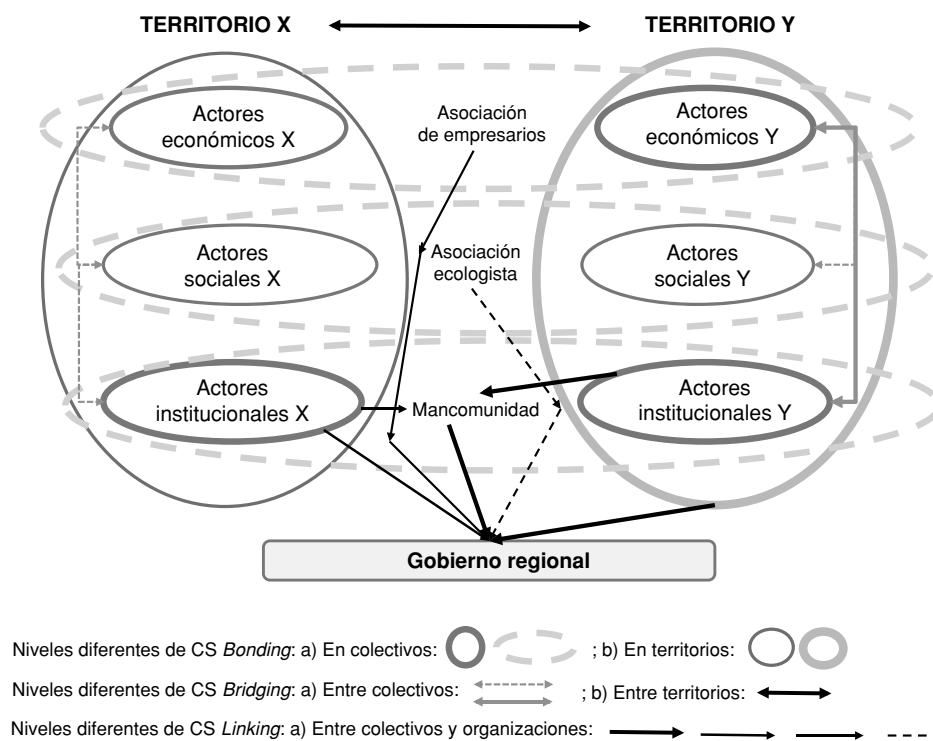 TERRITORIO X
TERRITORIO Y
Actores
económicos X
Asociación
de empresarios
Actores
económicos Y
Actores
sociales X
Asociación
ecologista
Actores
sociales Y
Actores
institucionales X
Mancomunidad
Actores
institucionales Y
Gobierno regional
Niveles diferentes de CS Bonding: a) En colectivos: ; b) En territorios:
Niveles diferentes de CS Bridging: a) Entre colectivos: ; b) Entre territorios:
Niveles diferentes de CS Linking: a) Entre colectivos y organizaciones: